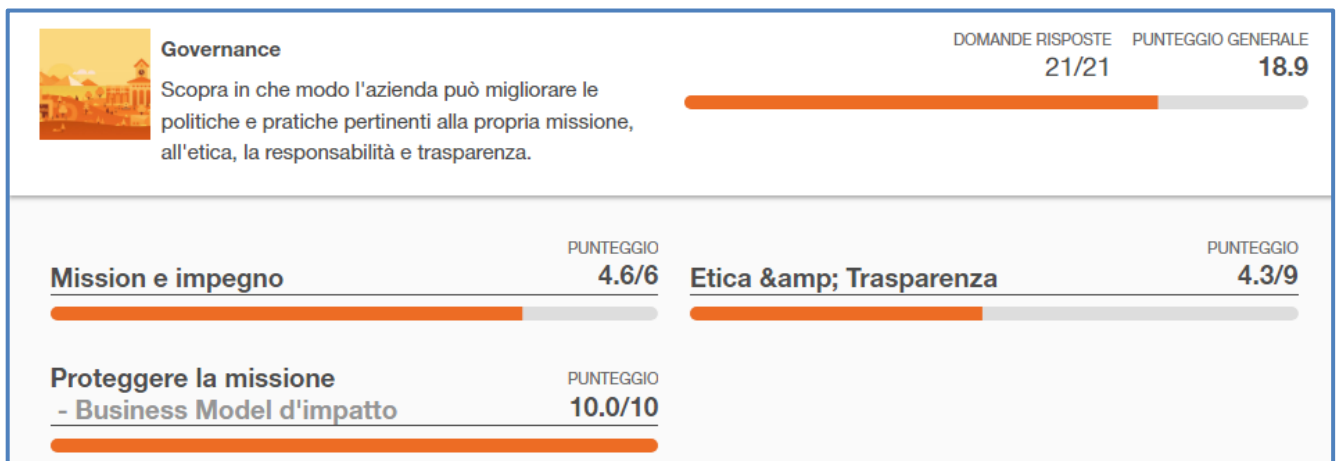 Governance
Scopra in che modo l'azienda può migliorare le
politiche e pratiche pertinenti alla propria missione,
all'etica, la responsabilità e trasparenza.
DOMANDE RISPOSTE PUNTEGGIO GENERALE
21/21 18.9
PUNTEGGIO
Mission e impegno 4.6/6
PUNTEGGIO
Etica &amp; Trasparenza 4.3/9
Proteggere la missione PUNTEGGIO
- Business Model d'impatto 10.0/10